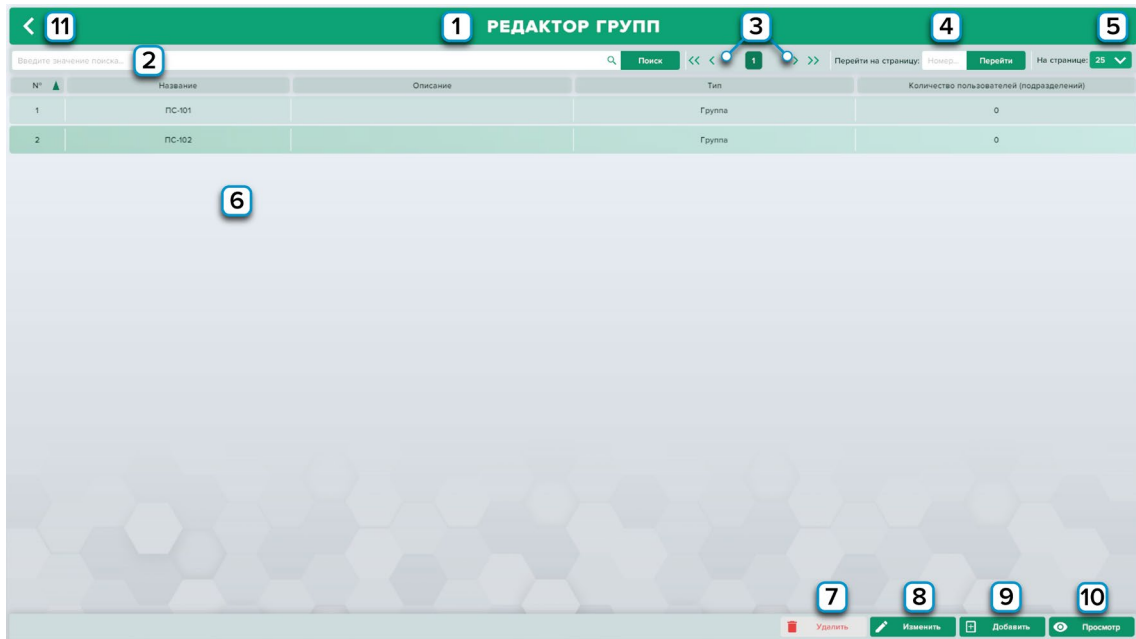 11 1 РЕДАКТОР ГРУПП 3 4 5
Введите значение поиска... 2 Поиск << < 1 > >> Перейти на страницу: Номер... Перейти На странице: 25
N° Название Описание Тип Количество пользователей (подразделений)
1 ПС-101 Группа 0
2 ПС-102 Группа 0
6
7 8 9 10
Удалить Изменить Добавить Просмотр